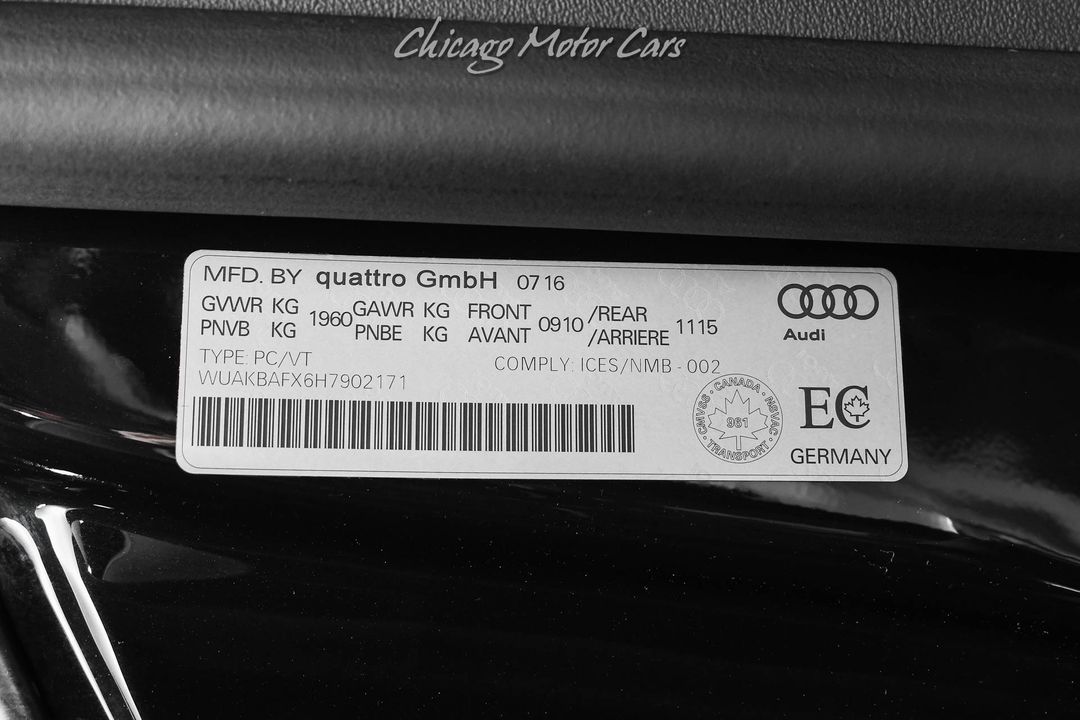 Chicago Motor Cars
MFD. BY quattro GmbH 07 16
GVWR KG 1960 GAWR KG FRONT 0910 /REAR 1115
PNVB KG PNBE KG AVANT /ARRIERE
Audi
TYPE: PC/VT COMPLY: ICES/NMB - 002
WUAKBAFX6H7902171
CANADA · NSVAC · TRANSPORT · CMVSS ·
961
EC
GERMANY